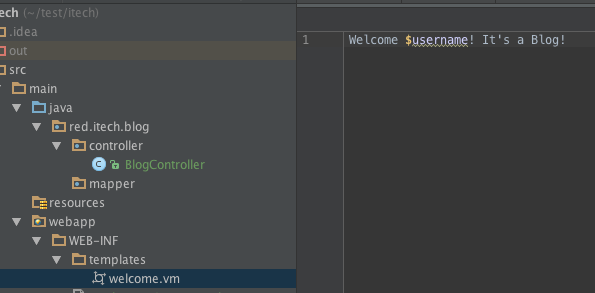 tech (~/test/itech)
.idea
out
src
main
java
red.itech.blog
controller
BlogController
mapper
resources
webapp
WEB-INF
templates
welcome.vm
1 Welcome $username! It's a Blog!